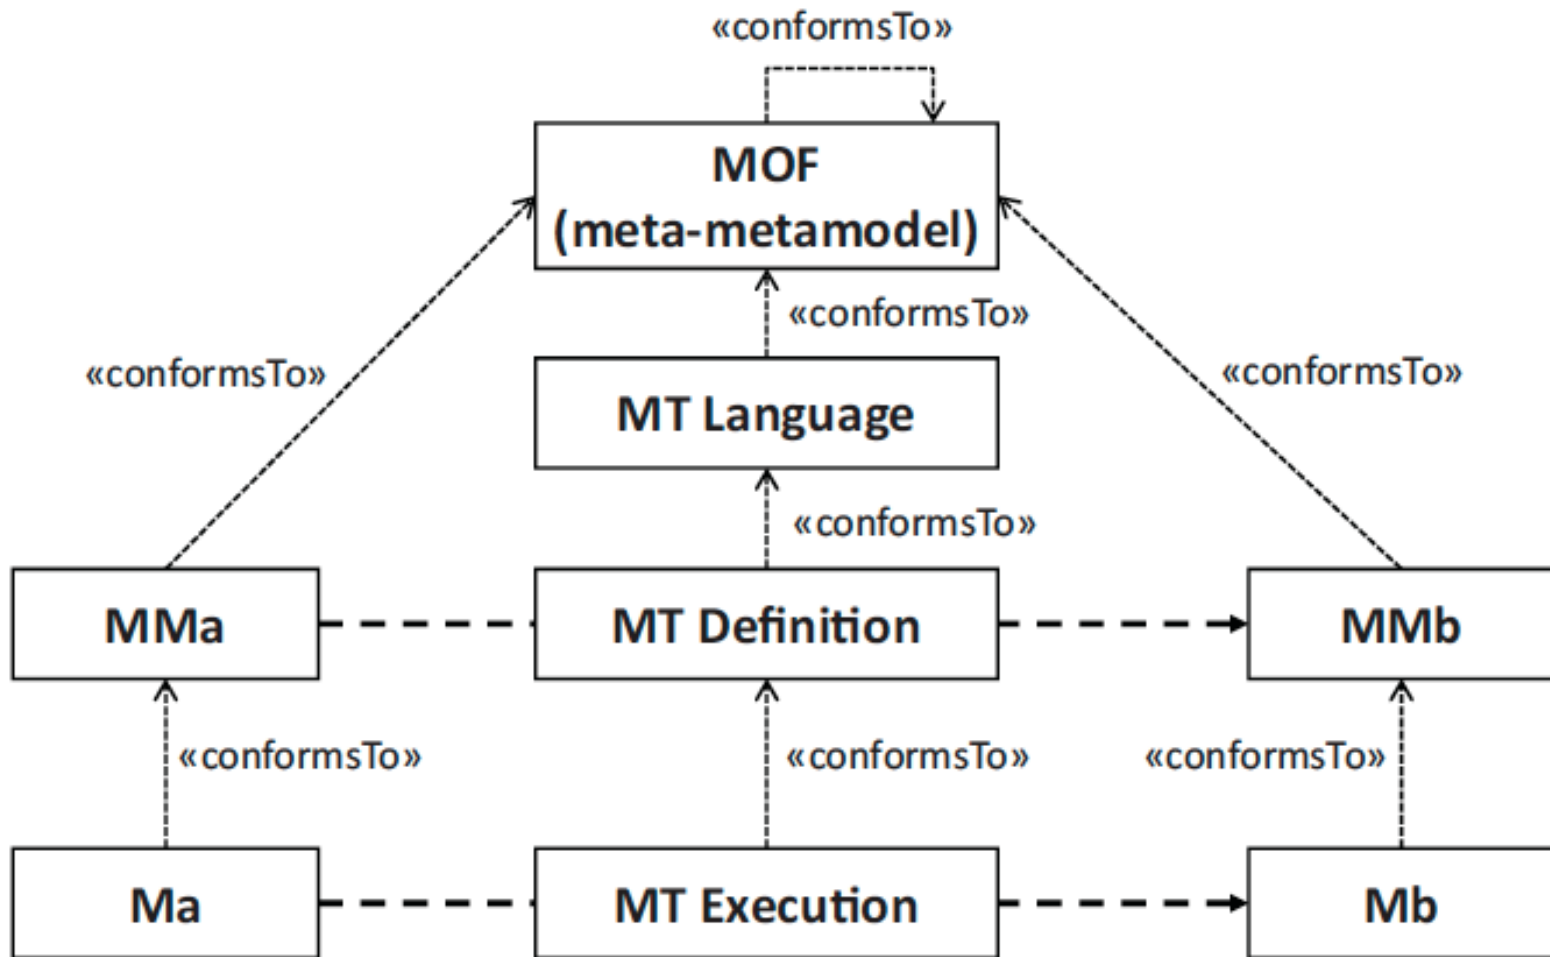 «conformsTo»
MOF
(meta-metamodel)
«conformsTo»
«conformsTo»
«conformsTo»
MT Language
«conformsTo»
MMa
MT Definition
MMb
«conformsTo»
«conformsTo»
«conformsTo»
Ma
MT Execution
Mb